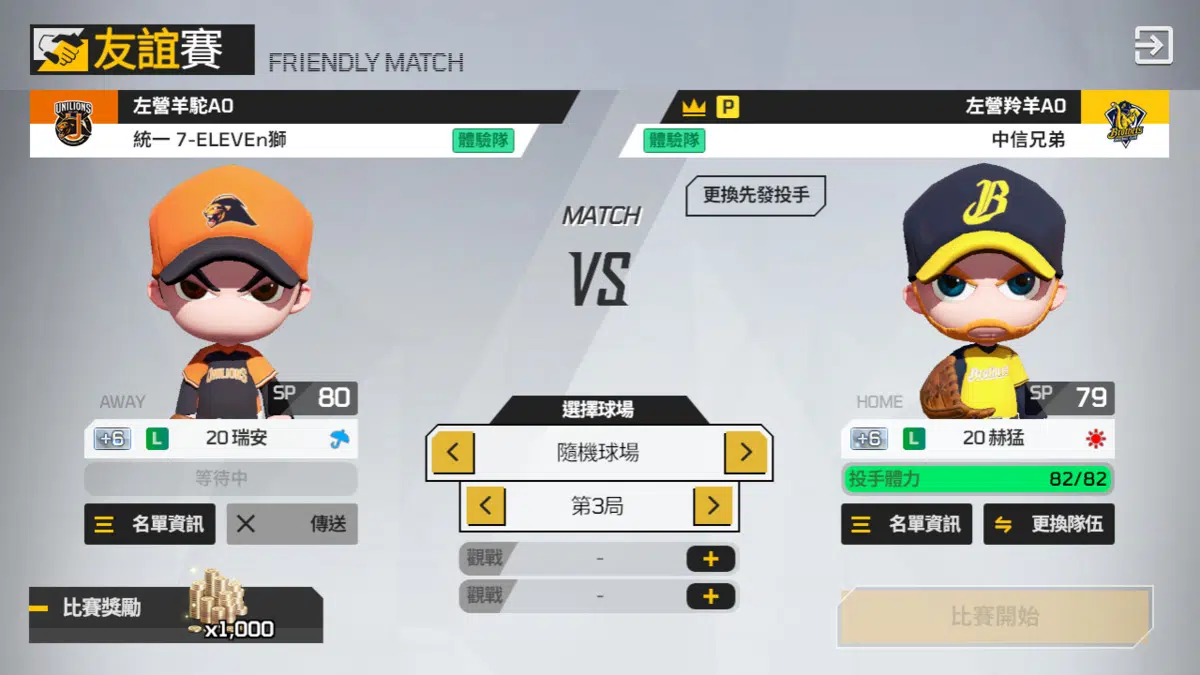 友誼賽 FRIENDLY MATCH
UNILIONS
左營羊駝A0
統一 7-ELEVEn獅
體驗隊
P
左營羚羊A0
體驗隊
中信兄弟
Brothers
更換先發投手
MATCH
VS
B
UNILIONS
Brothers
AWAY
SP 80
+6 L 20 瑞安
等待中
名單資訊
傳送
選擇球場
隨機球場
第3局
觀戰 - +
觀戰 - +
HOME
SP 79
+6 L 20 赫猛
投手體力 82/82
名單資訊
更換隊伍
比賽獎勵 x1,000
比賽開始